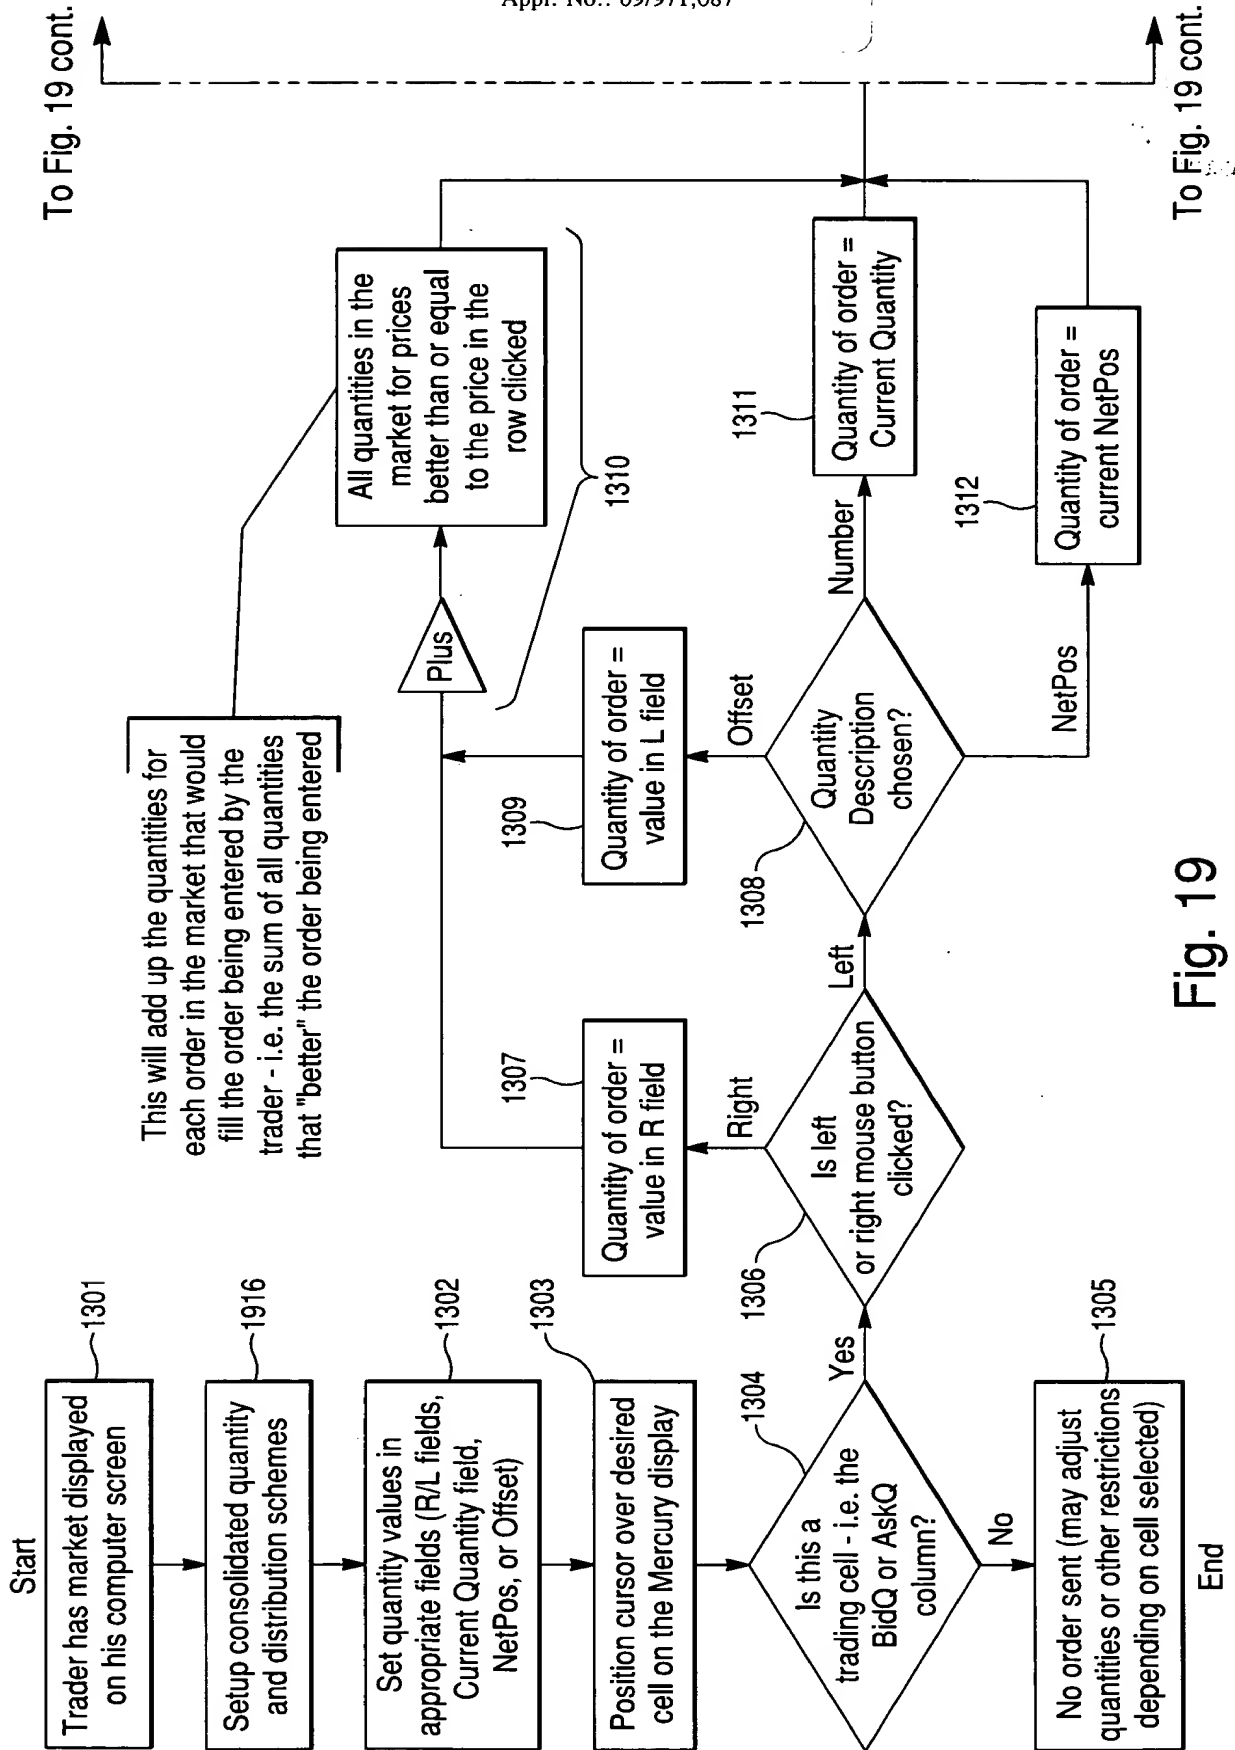 Appl. No.: 09/971,087
Start
Trader has market displayed
on his computer screen
1301
Setup consolidated quantity
and distribution schemes
1916
Set quantity values in
appropriate fields (R/L fields,
Current Quantity field,
NetPos, or Offset)
1302
Position cursor over desired
cell on the Mercury display
1303
Is this a
trading cell - i.e. the
BidQ or AskQ
column?
1304
Yes
No
No order sent (may adjust
quantities or other restrictions
depending on cell selected)
1305
End
Is left
or right mouse button
clicked?
1306
Right
Left
Quantity of order =
value in R field
1307
Quantity
Description
chosen?
1308
Offset
Number
NetPos
Quantity of order =
value in L field
1309
Plus
This will add up the quantities for
each order in the market that would
fill the order being entered by the
trader - i.e. the sum of all quantities
that "better" the order being entered
All quantities in the
market for prices
better than or equal
to the price in the
row clicked
1310
Quantity of order =
Current Quantity
1311
Quantity of order =
current NetPos
1312
To Fig. 19 cont.
To Fig. 19 cont.
Fig. 19